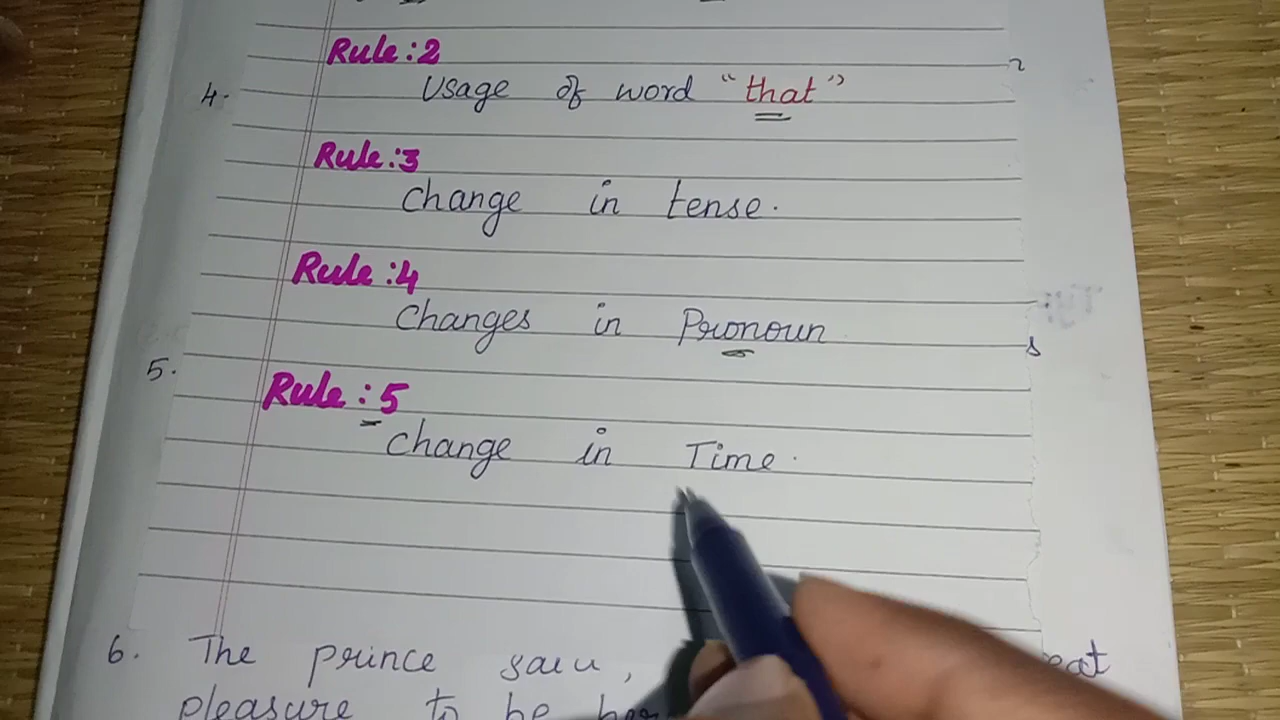 Rule:2
4. Usage of word "that"
Rule:3
Change in tense.
Rule:4
Changes in Pronoun
5.
Rule:5
Change in Time.
6. The prince saw,
pleasure to be